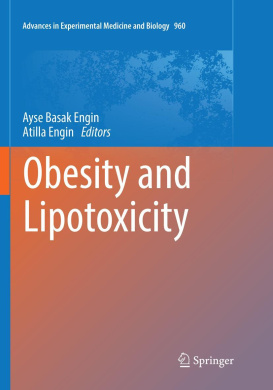 Advances in Experimental Medicine and Biology 960
Ayse Basak Engin
Atilla Engin Editors
Obesity and
Lipotoxicity
Springer